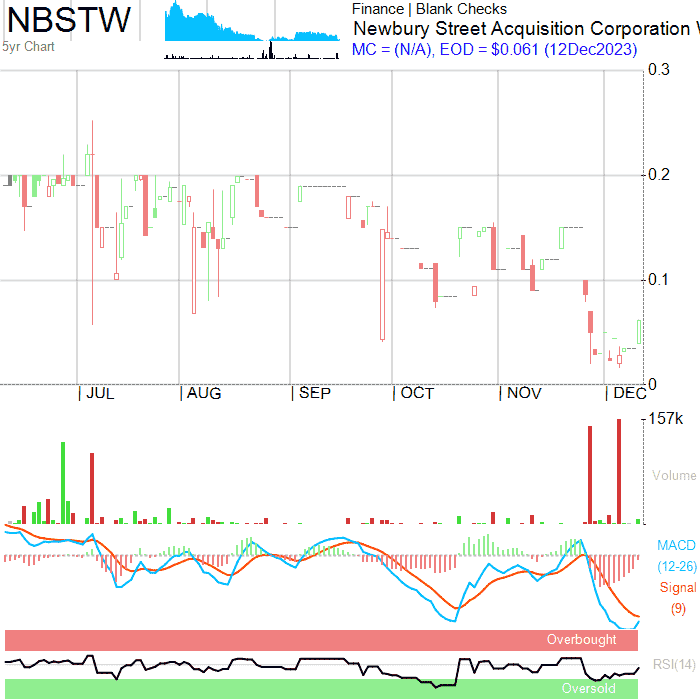 NBSTW
5yr Chart
Finance | Blank Checks
Newbury Street Acquisition Corporation W
MC = (N/A), EOD = $0.061 (12Dec2023)
0.3
0.2
0.1
0
JUL
AUG
SEP
OCT
NOV
DEC
157k
Volume
MACD
(12-26)
Signal
(9)
Overbought
RSI(14)
Oversold